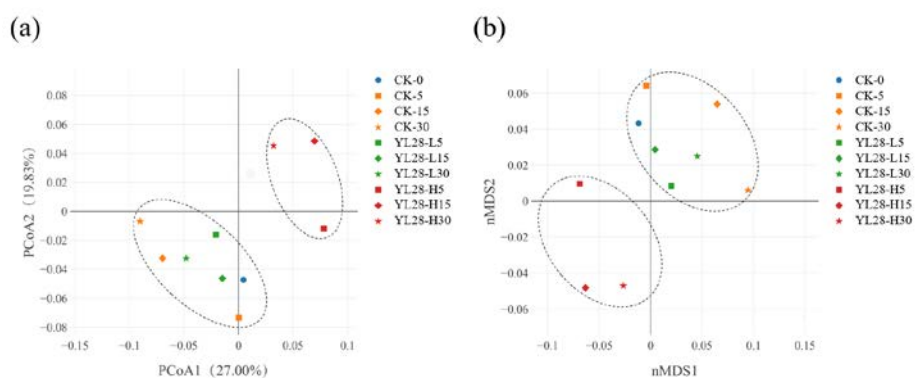 (a)
(b)
0.08
0.06
0.04
0.02
0
−0.02
−0.04
−0.06
−0.08
PCoA2 (19.83%)
−0.15
−0.1
−0.05
0
0.05
0.1
PCoA1 (27.00%)
CK-0
CK-5
CK-15
CK-30
YL28-L5
YL28-L15
YL28-L30
YL28-H5
YL28-H15
YL28-H30
0.06
0.04
0.02
0
−0.02
−0.04
−0.06
nMDS2
−0.1
−0.05
0
0.05
0.1
0.15
nMDS1
CK-0
CK-5
CK-15
CK-30
YL28-L5
YL28-L15
YL28-L30
YL28-H5
YL28-H15
YL28-H30